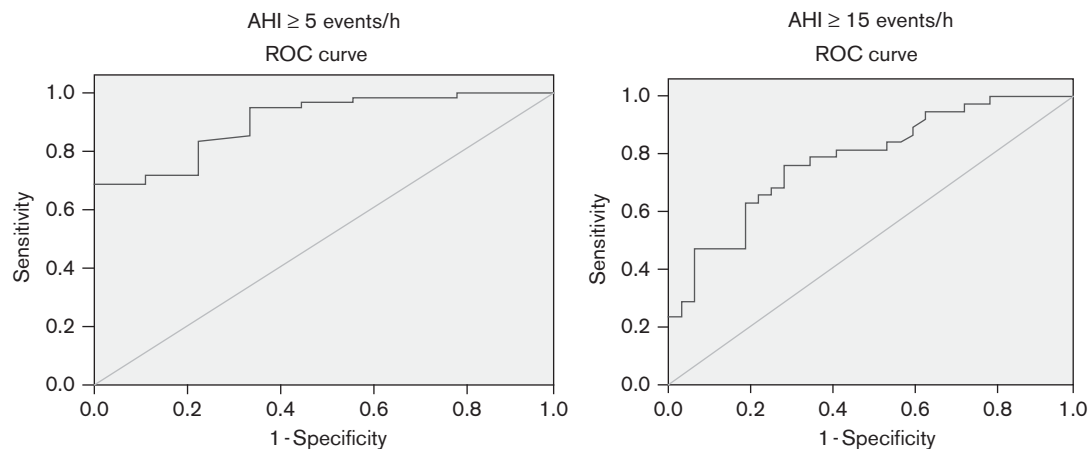 AHI ≥ 5 events/h
ROC curve
1.0
0.8
0.6
0.4
0.2
0.0
Sensitivity
0.0 0.2 0.4 0.6 0.8 1.0
1 - Specificity
AHI ≥ 15 events/h
ROC curve
1.0
0.8
0.6
0.4
0.2
0.0
Sensitivity
0.0 0.2 0.4 0.6 0.8 1.0
1 - Specificity